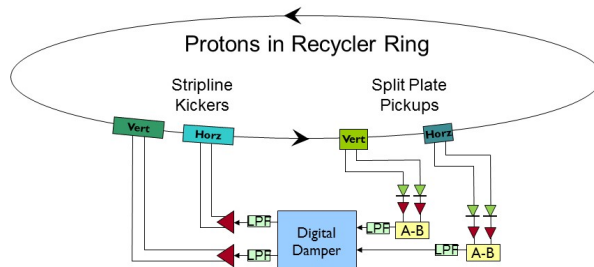 Protons in Recycler Ring
Stripline
Kickers
Split Plate
Pickups
Vert
Horz
Vert
Horz
LPF
Digital
Damper
LPF
A-B
LPF
LPF
A-B